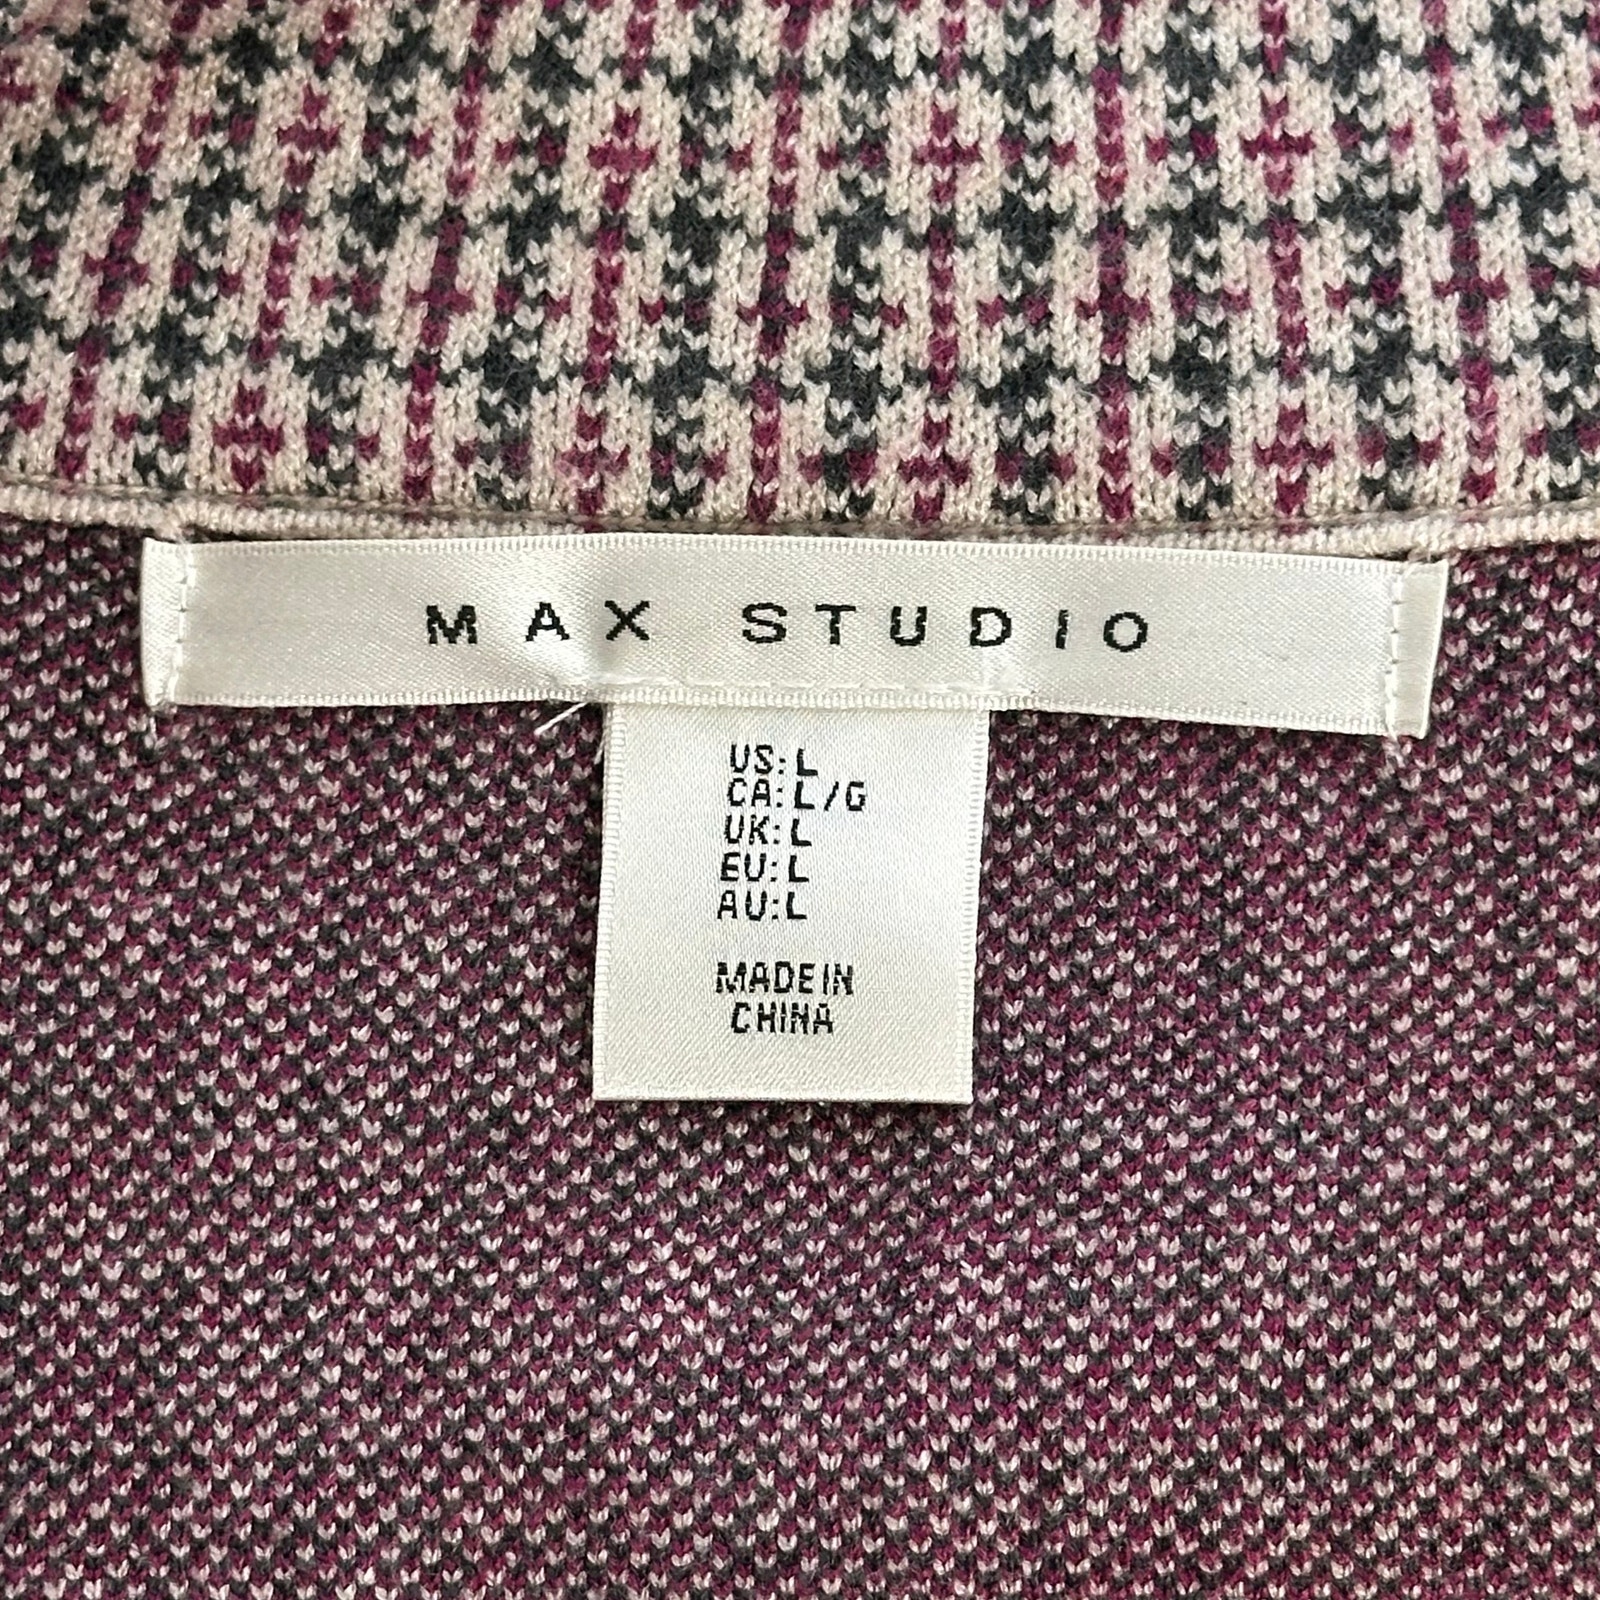 MAX STUDIO
US: L
CA: L/G
UK: L
EU: L
AU: L
MADE IN
CHINA